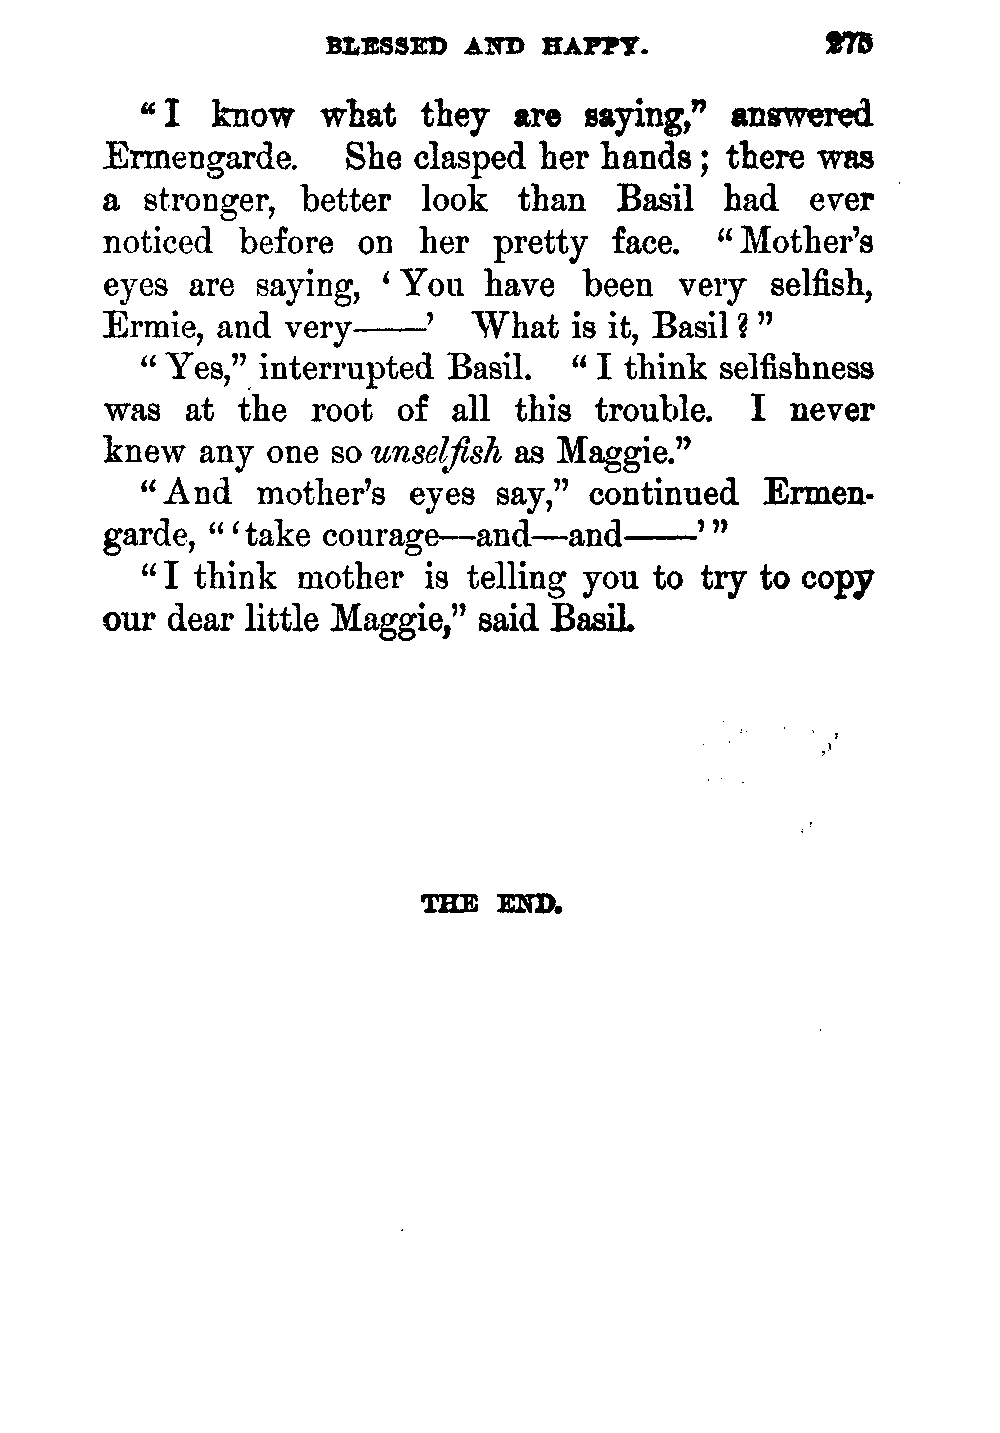 BLESSED AND HAPPY. 275
“I know what they are saying,” answered
Ermengarde. She clasped her hands; there was
a stronger, better look than Basil had ever
noticed before on her pretty face. “Mother’s
eyes are saying, ‘You have been very selfish,
Ermie, and very——’ What is it, Basil?”
“Yes,” interrupted Basil. “I think selfishness
was at the root of all this trouble. I never
knew any one so unselfish as Maggie.”
“And mother’s eyes say,” continued Ermen-
garde, “‘take courage—and—and——’”
“I think mother is telling you to try to copy
our dear little Maggie,” said Basil.
THE END.